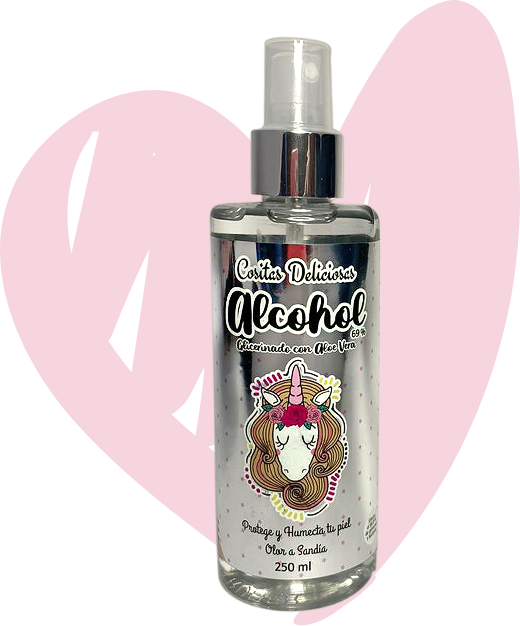 Cositas Deliciosas
Alcohol
69%
Glicerinado con Aloe Vera
Protege y Humecta tu piel
Olor a Sandía
250 ml